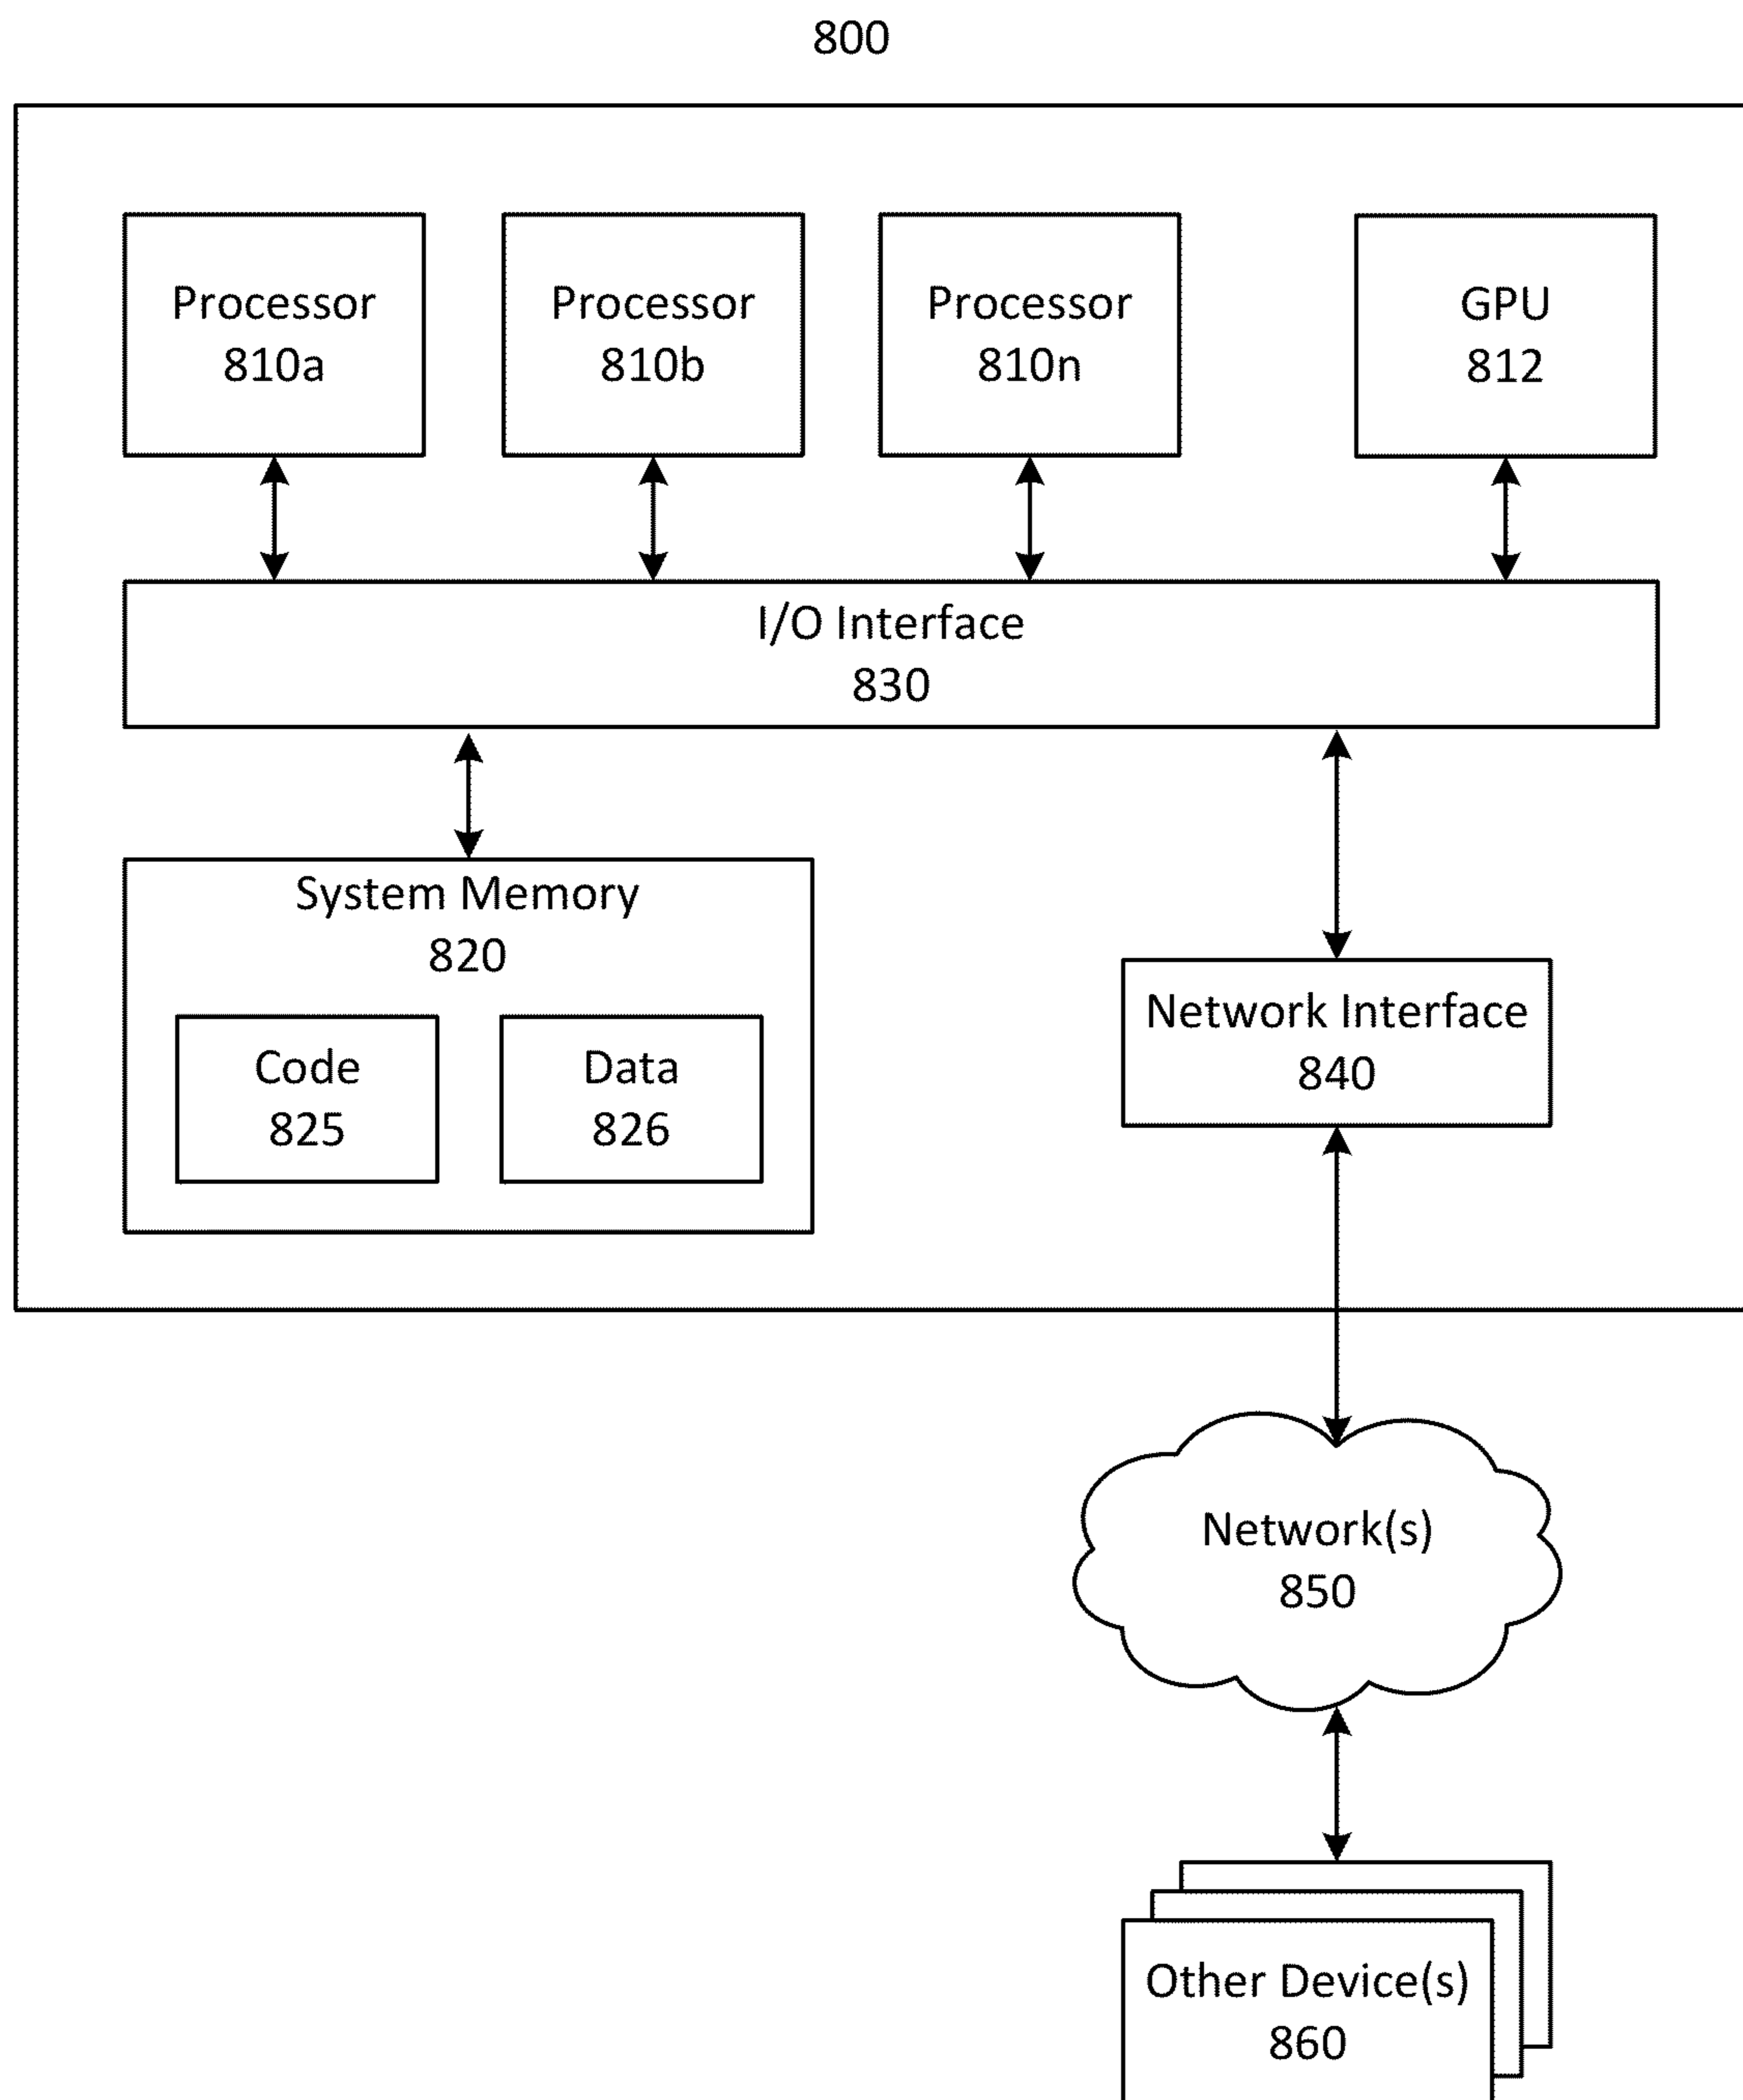 800
Processor
810a
Processor
810b
Processor
810n
GPU
812
I/O Interface
830
System Memory
820
Code
825
Data
826
Network Interface
840
Network(s)
850
Other Device(s)
860